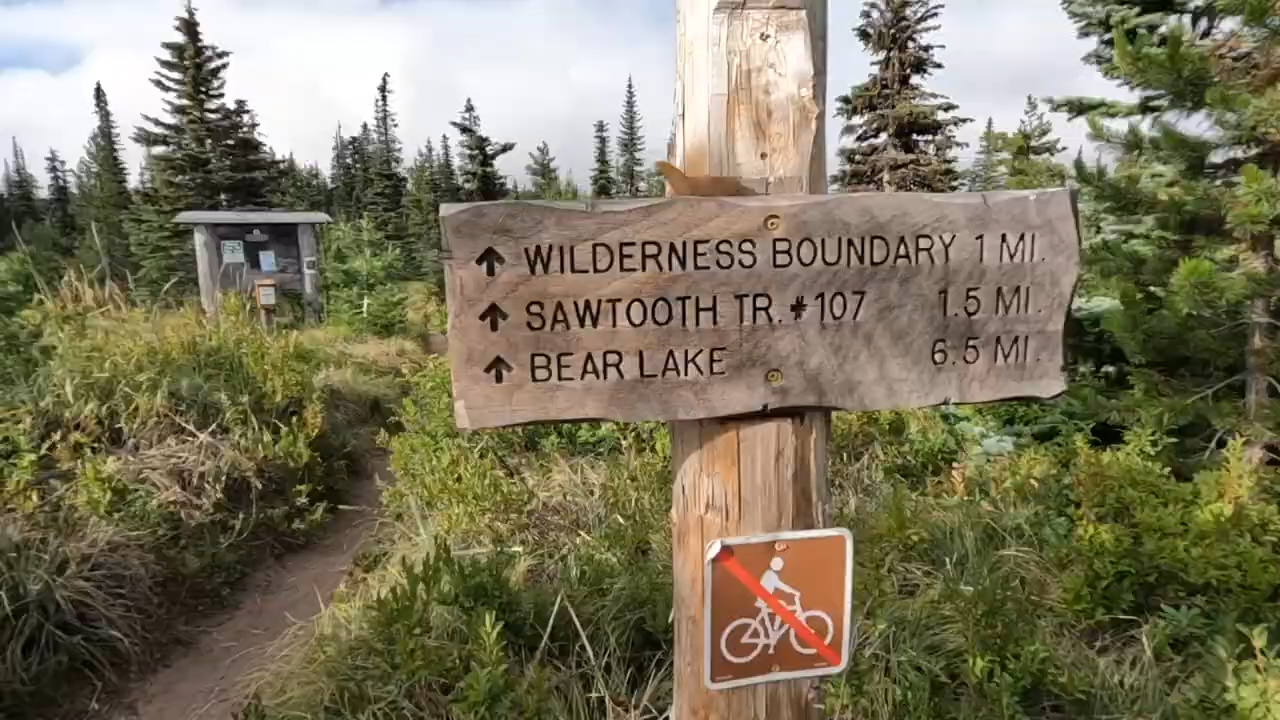 ↑ WILDERNESS BOUNDARY 1 MI.
↑ SAWTOOTH TR. #107 1.5 MI.
↑ BEAR LAKE 6.5 MI.